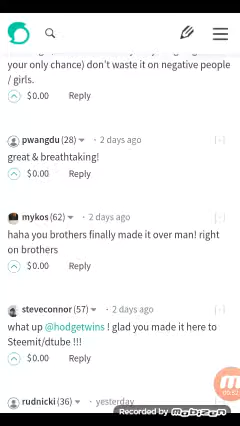 your only chance) don't waste it on negative people
/ girls.
$0.00 Reply
pwangdu (28) 2 days ago
great & breathtaking!
$0.00 Reply
mykos (62) 2 days ago
haha you brothers finally made it over man! right
on brothers
$0.00 Reply
steveconnor (57) 2 days ago
what up @hodgetwins ! glad you made it here to
Steemit/dtube !!!
$0.00 Reply
rudnicki (36) yesterday
Recorded by mobizen